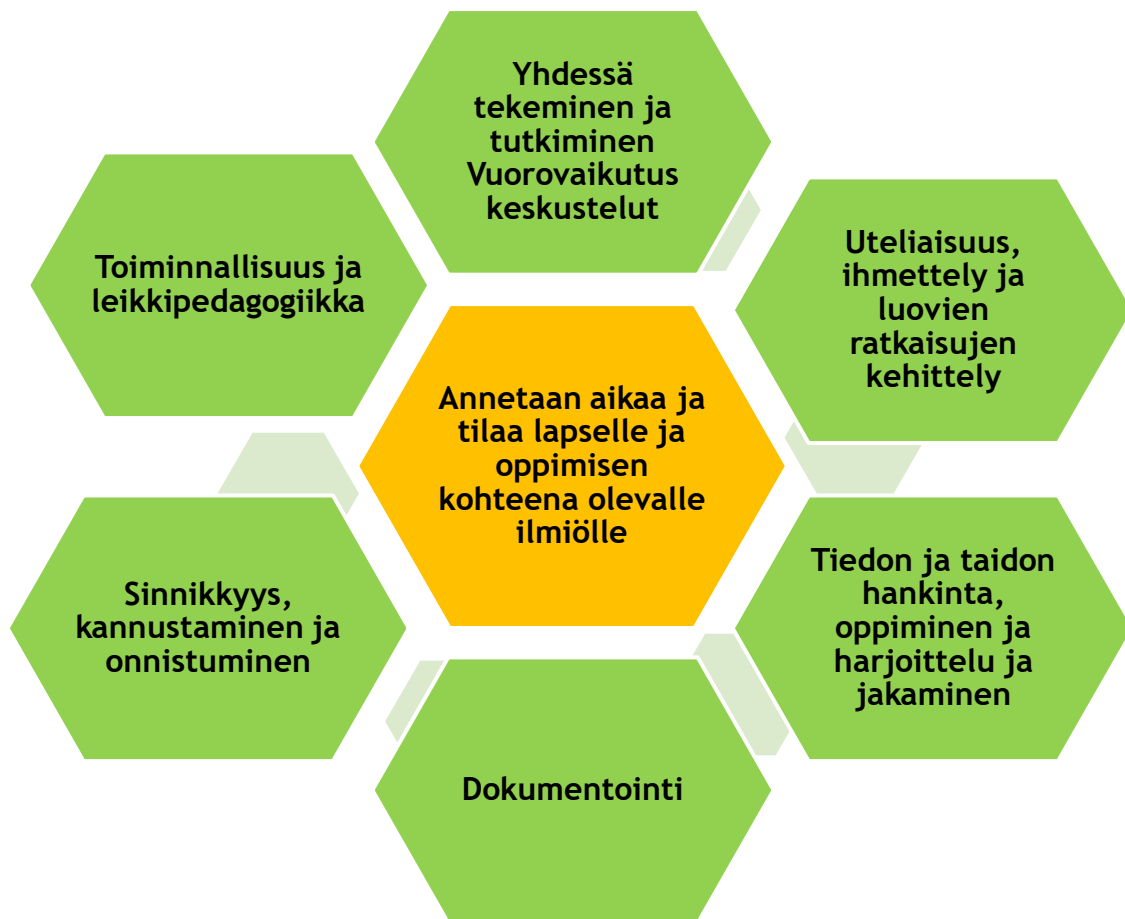 Yhdessä
tekeminen ja
tutkiminen
Vuorovaikutus
keskustelut
Uteliaisuus,
ihmettely ja
luovien
ratkaisujen
kehittely
Tiedon ja taidon
hankinta,
oppiminen ja
harjoittelu ja
jakaminen
Dokumentointi
Sinnikkyys,
kannustaminen ja
onnistuminen
Toiminnallisuus ja
leikkipedagogiikka
Annetaan aikaa ja
tilaa lapselle ja
oppimisen
kohteena olevalle
ilmiölle